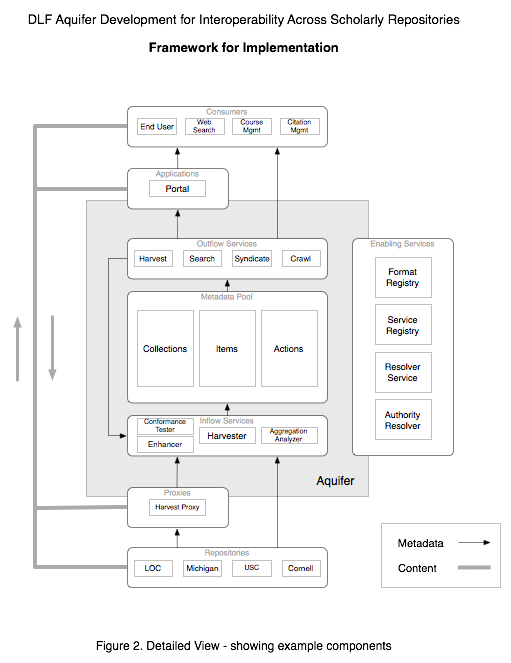 DLF Aquifer Development for Interoperability Across Scholarly Repositories
Framework for Implementation
Consumers
End User
Web
Search
Course
Mgmt
Citation
Mgmt
Applications
Portal
Outflow Services
Harvest
Search
Syndicate
Crawl
Enabling Services
Format
Registry
Service
Registry
Resolver
Service
Authority
Resolver
Metadata Pool
Collections
Items
Actions
Inflow Services
Conformance
Tester
Enhancer
Harvester
Aggregation
Analyzer
Aquifer
Proxies
Harvest Proxy
Repositories
LOC
Michigan
USC
Cornell
Metadata
Content
Figure 2. Detailed View - showing example components